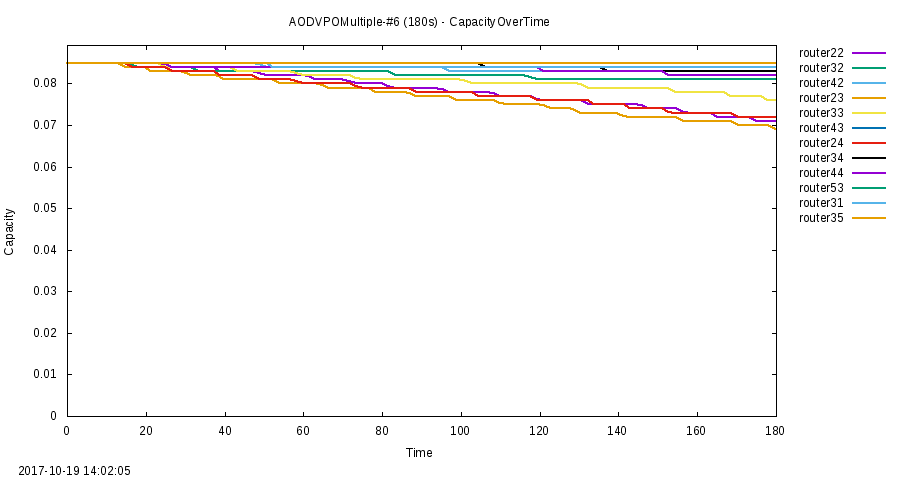 AODVPOMultiple-#6 (180s) - CapacityOverTime
router22
router32
router42
router23
router33
router43
router24
router34
router44
router53
router31
router35
Capacity
0.08
0.07
0.06
0.05
0.04
0.03
0.02
0.01
0
0 20 40 60 80 100 120 140 160 180
Time
2017-10-19 14:02:05